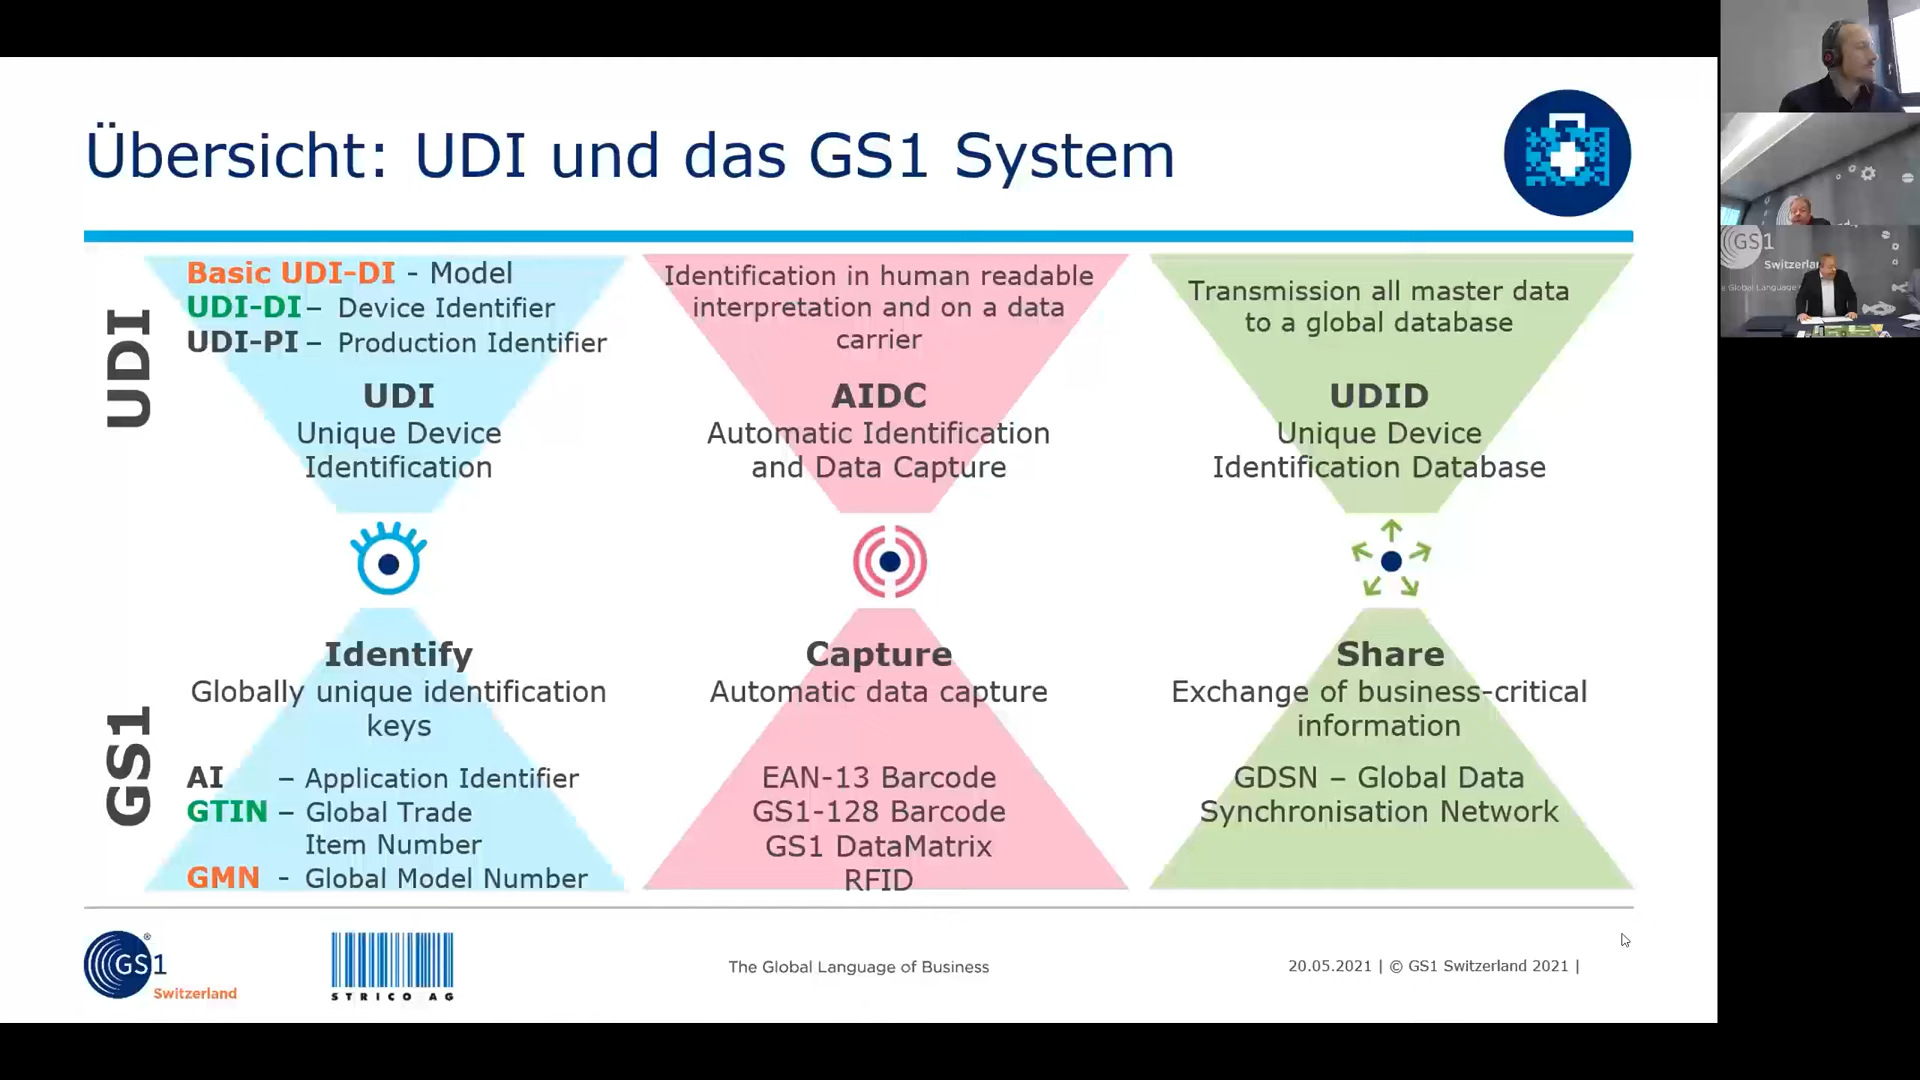 Übersicht: UDI und das GS1 System
UDI
Basic UDI-DI - Model
UDI-DI – Device Identifier
UDI-PI – Production Identifier
UDI
Unique Device
Identification
Identification in human readable
interpretation and on a data
carrier
AIDC
Automatic Identification
and Data Capture
Transmission all master data
to a global database
UDID
Unique Device
Identification Database
GS1
Identify
Globally unique identification
keys
AI – Application Identifier
GTIN – Global Trade
Item Number
GMN - Global Model Number
Capture
Automatic data capture
EAN-13 Barcode
GS1-128 Barcode
GS1 DataMatrix
RFID
Share
Exchange of business-critical
information
GDSN – Global Data
Synchronisation Network
GS1
®
Switzerland
STRICO AG
The Global Language of Business
20.05.2021 | © GS1 Switzerland 2021 |
GS1
Switzerland